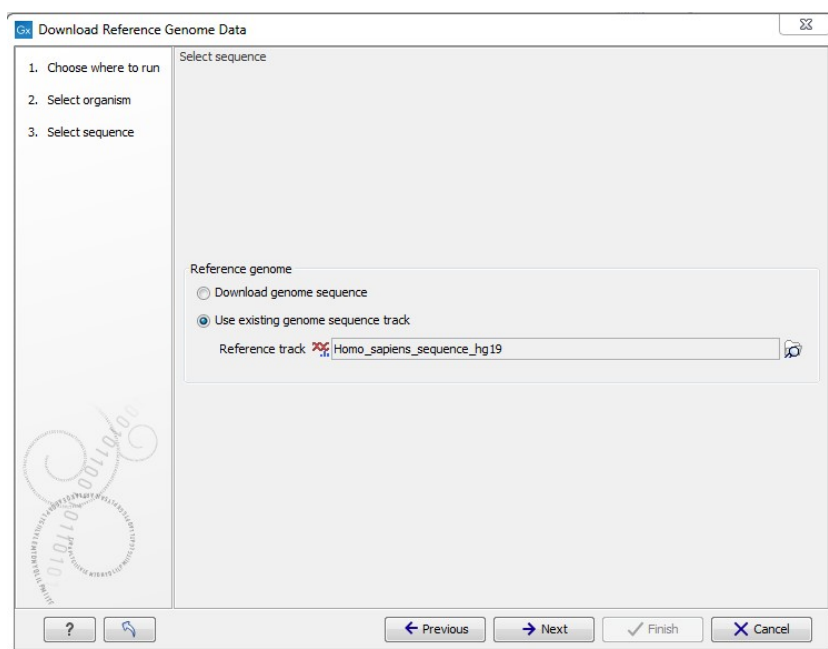 Gx Download Reference Genome Data
1. Choose where to run
2. Select organism
3. Select sequence
Select sequence
Reference genome
Download genome sequence
Use existing genome sequence track
Reference track Homo_sapiens_sequence_hg19
? Previous Next Finish Cancel